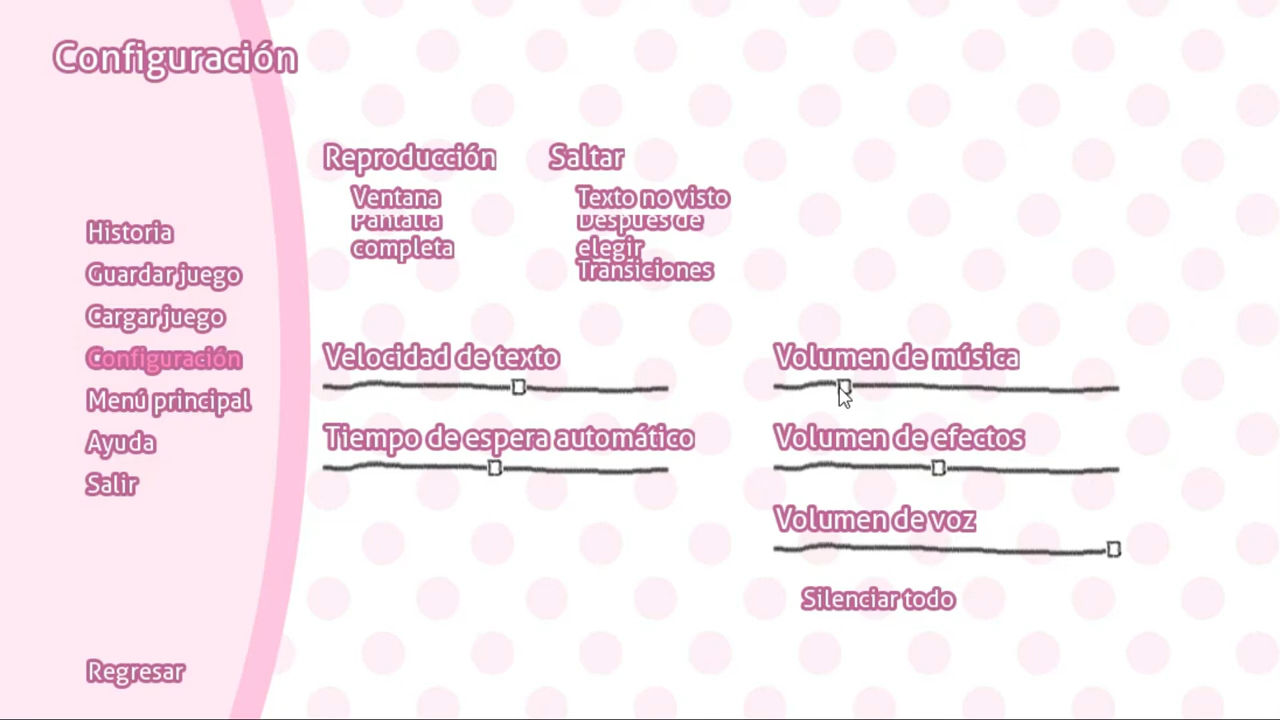 Configuración
Historia
Guardar juego
Cargar juego
Configuración
Menú principal
Ayuda
Salir
Regresar
Reproducción
Ventana
Pantalla
completa
Saltar
Texto no visto
Después de
elegir
Transiciones
Velocidad de texto
Tiempo de espera automático
Volumen de música
Volumen de efectos
Volumen de voz
Silenciar todo